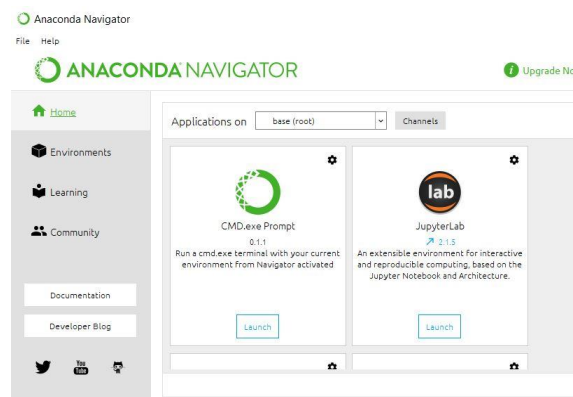 Anaconda Navigator
File Help
ANACONDA NAVIGATOR
i Upgrade No
Home
Applications on base (root) Channels
Environments
Learning
Community
Documentation
Developer Blog
You Tube
CMD.exe Prompt
0.1.1
Run a cmd.exe terminal with your current
environment from Navigator activated
Launch
lab
JupyterLab
2.1.5
An extensible environment for interactive
and reproducible computing, based on the
Jupyter Notebook and Architecture.
Launch